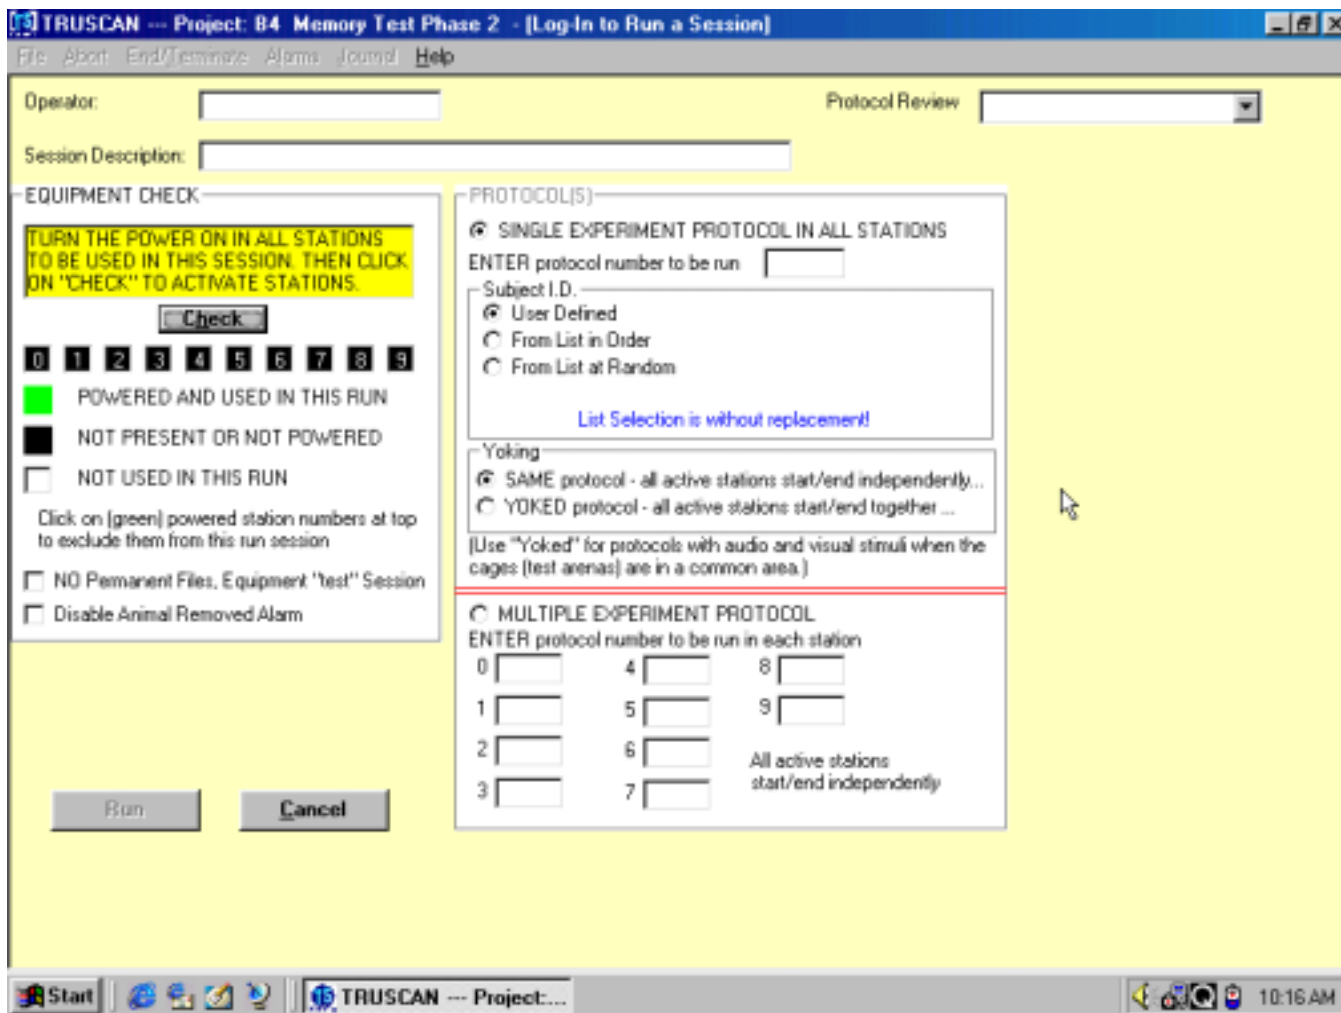 TRUSCAN --- Project: B4 Memory Test Phase 2 - [Log-In to Run a Session]
File Abort End/Terminate Alarms Journal Help
Operator:
Protocol Review
Session Description:
EQUIPMENT CHECK
TURN THE POWER ON IN ALL STATIONS
TO BE USED IN THIS SESSION. THEN CLICK
ON "CHECK" TO ACTIVATE STATIONS.
Check
0 1 2 3 4 5 6 7 8 9
POWERED AND USED IN THIS RUN
NOT PRESENT OR NOT POWERED
NOT USED IN THIS RUN
Click on (green) powered station numbers at top
to exclude them from this run session
NO Permanent Files, Equipment "test" Session
Disable Animal Removed Alarm
Run
Cancel
PROTOCOL(S)
SINGLE EXPERIMENT PROTOCOL IN ALL STATIONS
ENTER protocol number to be run
Subject I.D.
User Defined
From List in Order
From List at Random
List Selection is without replacement!
Yoking
SAME protocol - all active stations start/end independently...
YOKED protocol - all active stations start/end together ...
(Use "Yoked" for protocols with audio and visual stimuli when the
cages (test arenas) are in a common area.)
MULTIPLE EXPERIMENT PROTOCOL
ENTER protocol number to be run in each station
0 4 8
1 5 9
2 6
3 7
All active stations
start/end independently
Start
TRUSCAN --- Project:...
10:16 AM